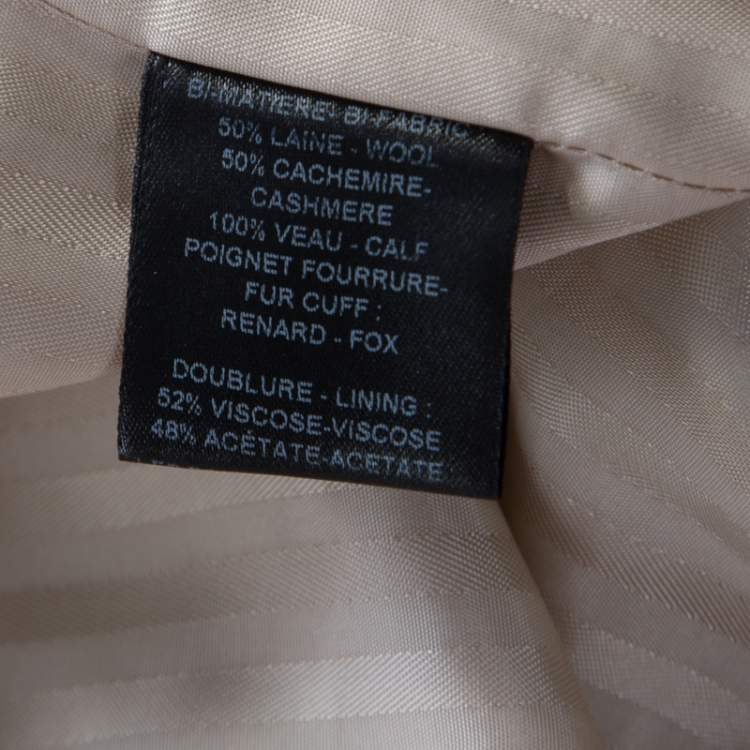 BI-MATIERE- BI-FABRIC
50% LAINE - WOOL
50% CACHEMIRE-
CASHMERE
100% VEAU - CALF
POIGNET FOURRURE-
FUR CUFF :
RENARD - FOX
DOUBLURE - LINING :
52% VISCOSE-VISCOSE
48% ACÉTATE-ACETATE